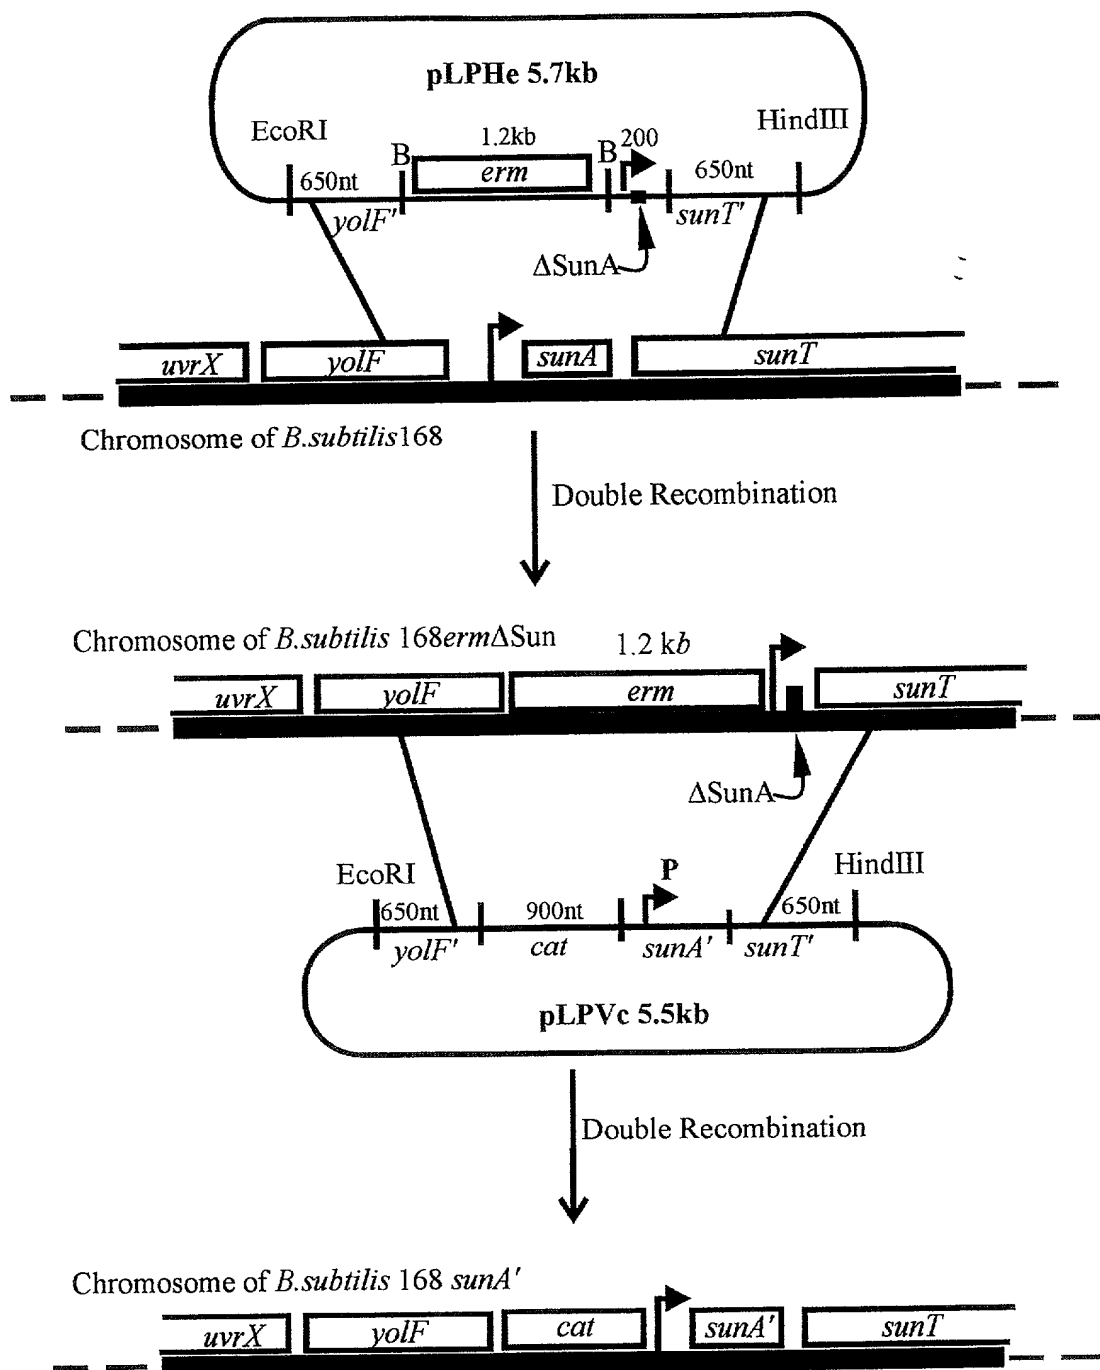 pLPHe 5.7kb
EcoRI
HindIII
B
1.2kb
B
200
650nt
erm
650nt
yolF'
sunT'
ΔSunA
uvrX
yolF
sunA
sunT
Chromosome of B.subtilis168
Double Recombination
Chromosome of B.subtilis 168ermΔSun
1.2 kb
uvrX
yolF
erm
sunT
ΔSunA
EcoRI
P
HindIII
650nt
900nt
650nt
yolF'
cat
sunA'
sunT'
pLPVc 5.5kb
Double Recombination
Chromosome of B.subtilis 168 sunA'
uvrX
yolF
cat
sunA'
sunT